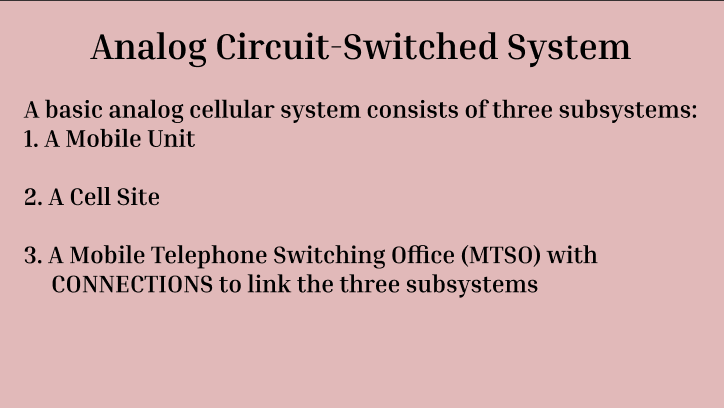 Analog Circuit-Switched System
A basic analog cellular system consists of three subsystems:
1. A Mobile Unit
2. A Cell Site
3. A Mobile Telephone Switching Office (MTSO) with
CONNECTIONS to link the three subsystems